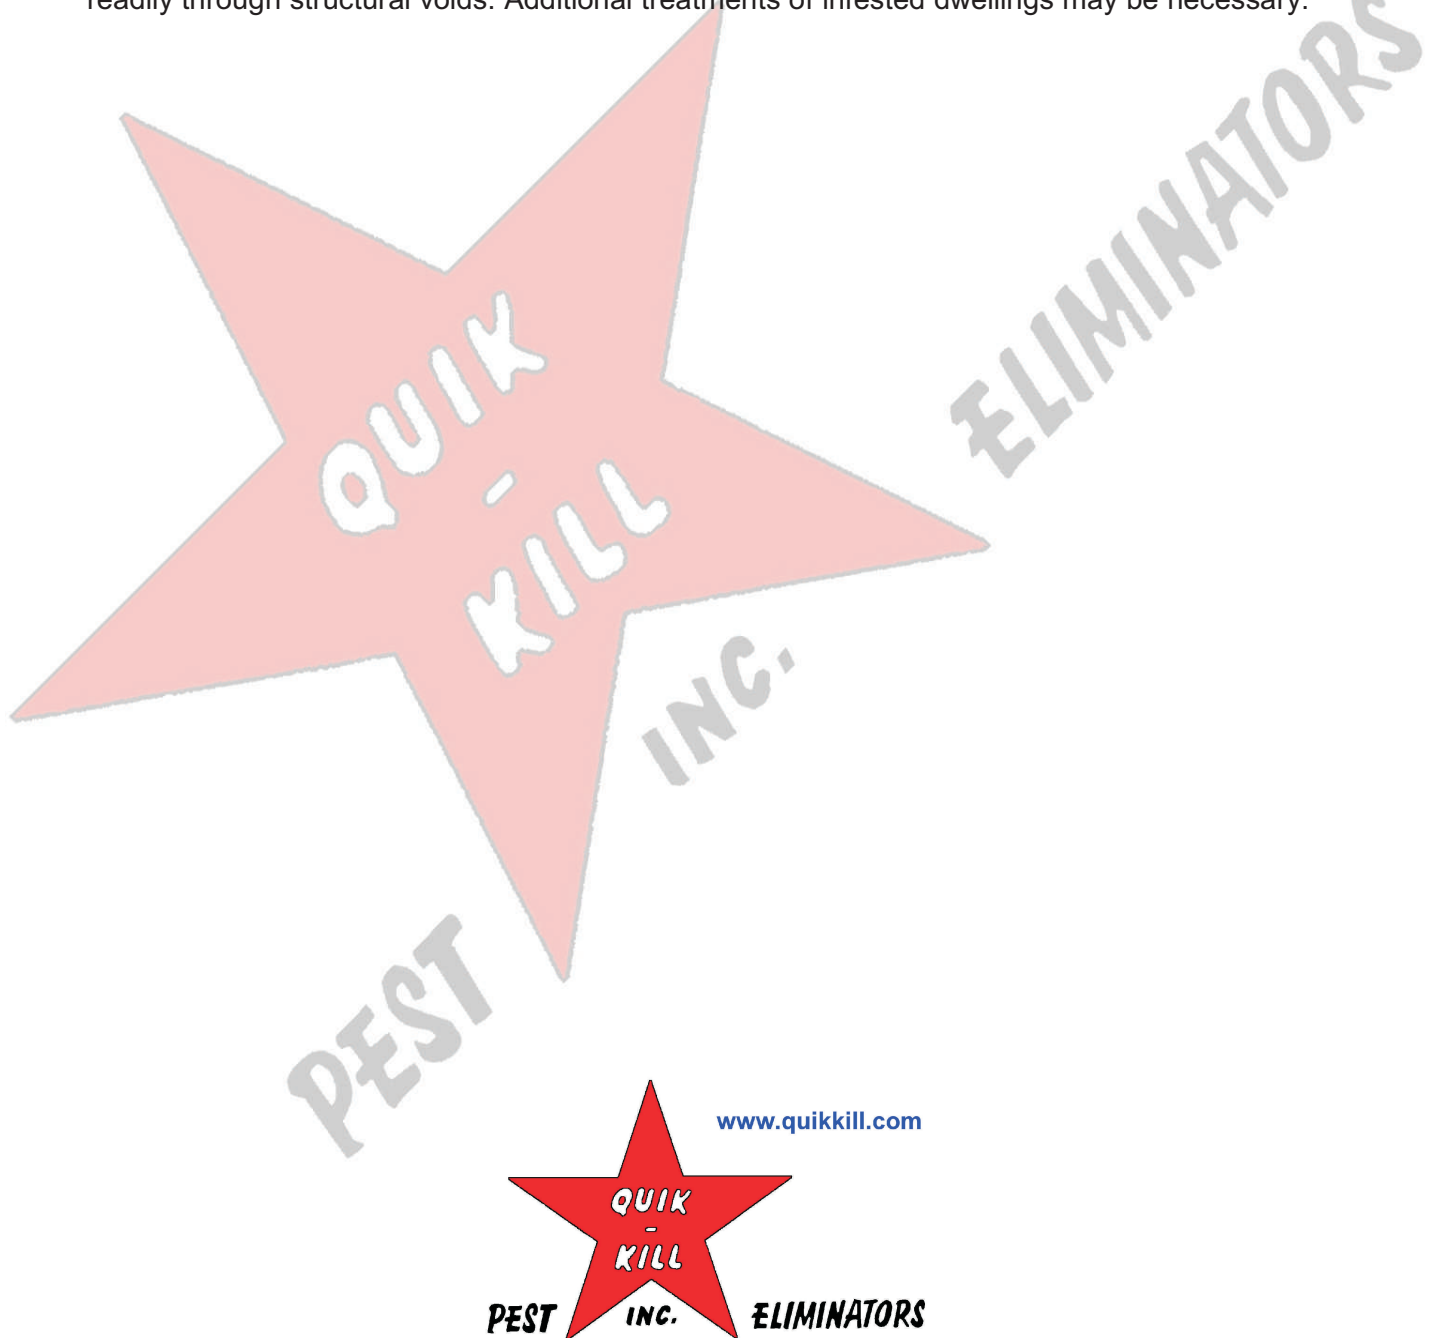 readily through structural voids. Additional treatments of infested dwellings may be necessary.
QUIK
-
KILL
PEST INC. ELIMINATORS
www.quikkill.com
QUIK
-
KILL
PEST INC. ELIMINATORS